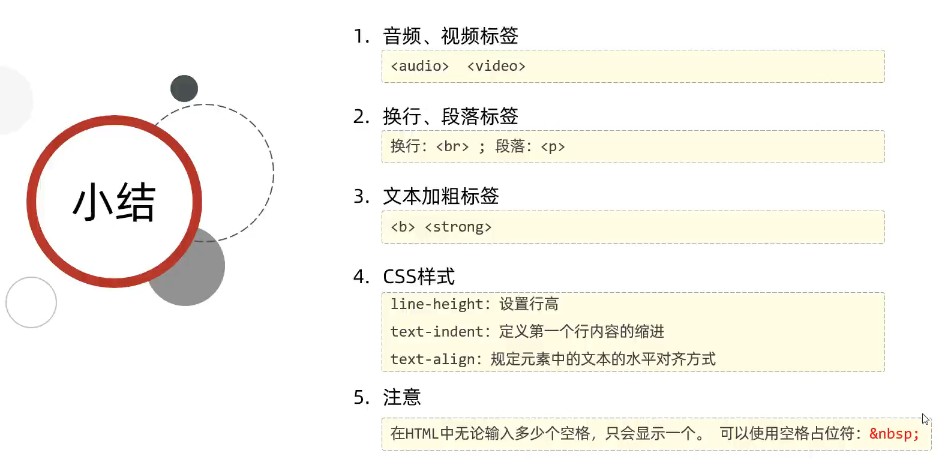 小结
1. 音频、视频标签
<audio>  <video>
2. 换行、段落标签
换行：<br> ; 段落：<p>
3. 文本加粗标签
<b> <strong>
4. CSS样式
line-height：设置行高
text-indent：定义第一个行内容的缩进
text-align：规定元素中的文本的水平对齐方式
5. 注意
在HTML中无论输入多少个空格，只会显示一个。 可以使用空格占位符：&nbsp;